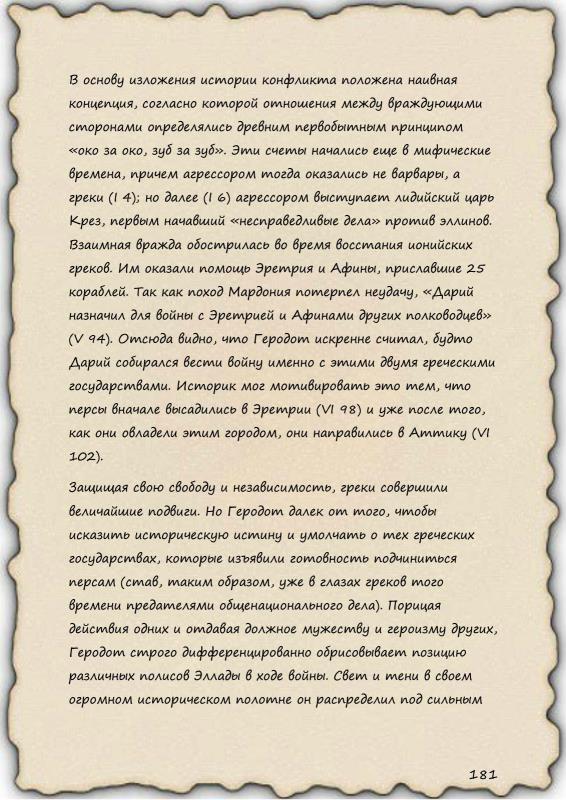 В основу изложения истории конфликта положена наивная
концепция, согласно которой отношения между враждующими
сторонами определялись древним первобытным принципом
«око за око, зуб за зуб». Эти счеты начались еще в мифические
времена, причем агрессором тогда оказались не варвары, а
греки (I 4); но далее (I 6) агрессором выступает лидийский царь
Крез, первым начавший «несправедливые дела» против эллинов.
Взаимная вражда обострилась во время восстания ионийских
греков. Им оказали помощь Эретрия и Афины, приславшие 25
кораблей. Так как поход Мардония потерпел неудачу, «Дарий
назначил для войны с Эретрией и Афинами других полководцев»
(V 94). Отсюда видно, что Геродот искренне считал, будто
Дарий собирался вести войну именно с этими двумя греческими
государствами. Историк мог мотивировать это тем, что
персы вначале высадились в Эретрии (VI 98) и уже после того,
как они овладели этим городом, они направились в Аттику (VI
102).
Защищая свою свободу и независимость, греки совершили
величайшие подвиги. Но Геродот далек от того, чтобы
исказить историческую истину и умолчать о тех греческих
государствах, которые изъявили готовность подчиниться
персам (став, таким образом, уже в глазах греков того
времени предателями общенационального дела). Порицая
действия одних и отдавая должное мужеству и героизму других,
Геродот строго дифференцированно обрисовывает позицию
различных полисов Эллады в ходе войны. Свет и тени в своем
огромном историческом полотне он распределил под сильным
181